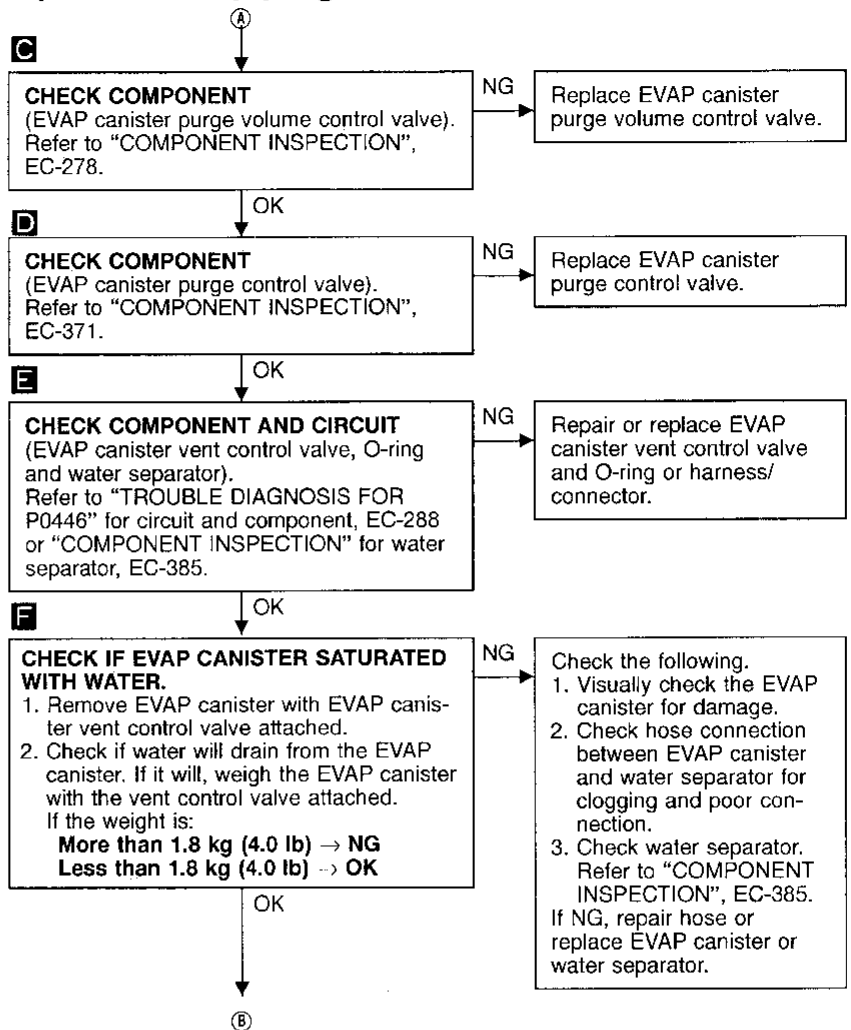 Ⓐ
C
CHECK COMPONENT
(EVAP canister purge volume control valve).
Refer to “COMPONENT INSPECTION”,
EC-278.
NG
Replace EVAP canister
purge volume control valve.
OK
D
CHECK COMPONENT
(EVAP canister purge control valve).
Refer to “COMPONENT INSPECTION”,
EC-371.
NG
Replace EVAP canister
purge control valve.
OK
E
CHECK COMPONENT AND CIRCUIT
(EVAP canister vent control valve, O-ring
and water separator).
Refer to “TROUBLE DIAGNOSIS FOR
P0446” for circuit and component, EC-288
or “COMPONENT INSPECTION” for water
separator, EC-385.
NG
Repair or replace EVAP
canister vent control valve
and O-ring or harness/
connector.
OK
F
CHECK IF EVAP CANISTER SATURATED
WITH WATER.
1. Remove EVAP canister with EVAP canis-
ter vent control valve attached.
2. Check if water will drain from the EVAP
canister. If it will, weigh the EVAP canister
with the vent control valve attached.
If the weight is:
More than 1.8 kg (4.0 lb) → NG
Less than 1.8 kg (4.0 lb) → OK
NG
Check the following.
1. Visually check the EVAP
canister for damage.
2. Check hose connection
between EVAP canister
and water separator for
clogging and poor con-
nection.
3. Check water separator.
Refer to “COMPONENT
INSPECTION”, EC-385.
If NG, repair hose or
replace EVAP canister or
water separator.
OK
Ⓑ